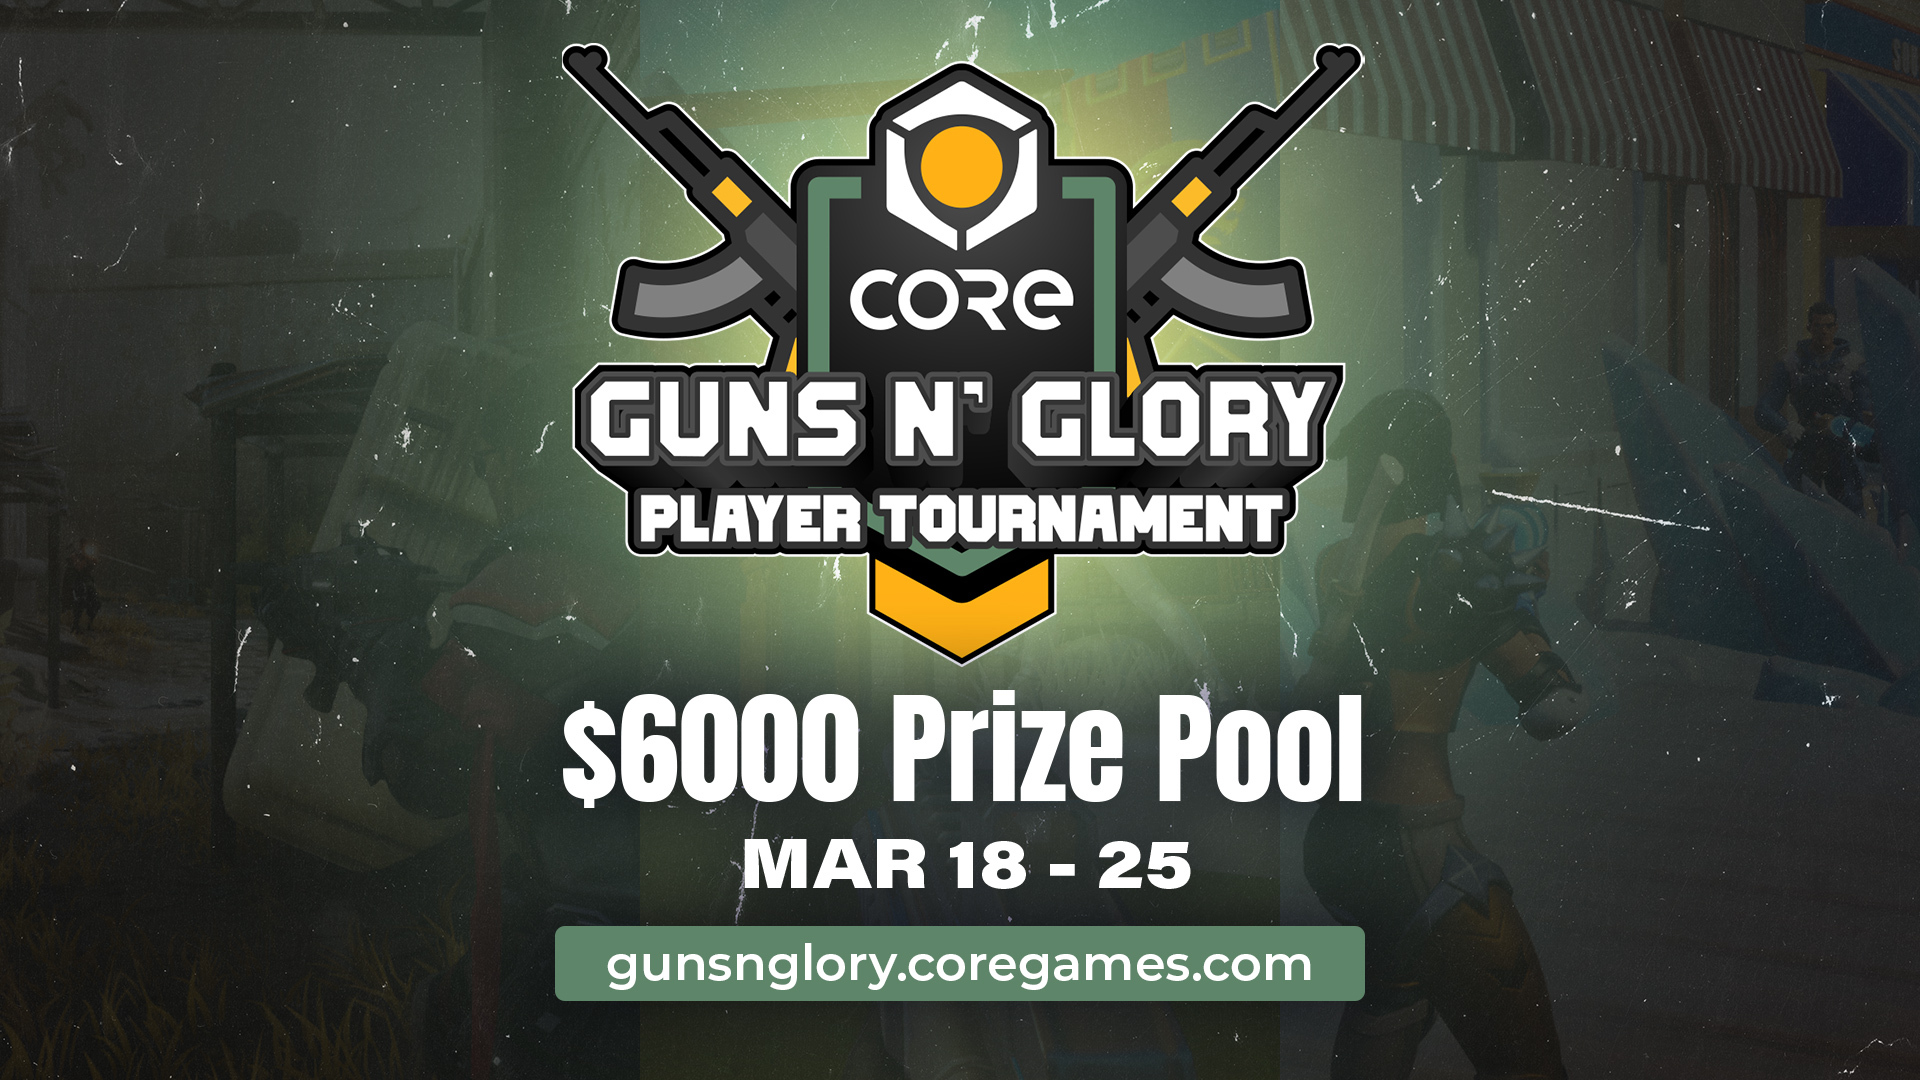 CORE
GUNS N' GLORY
PLAYER TOURNAMENT
$6000 Prize Pool
MAR 18 - 25
gunsnglory.coregames.com